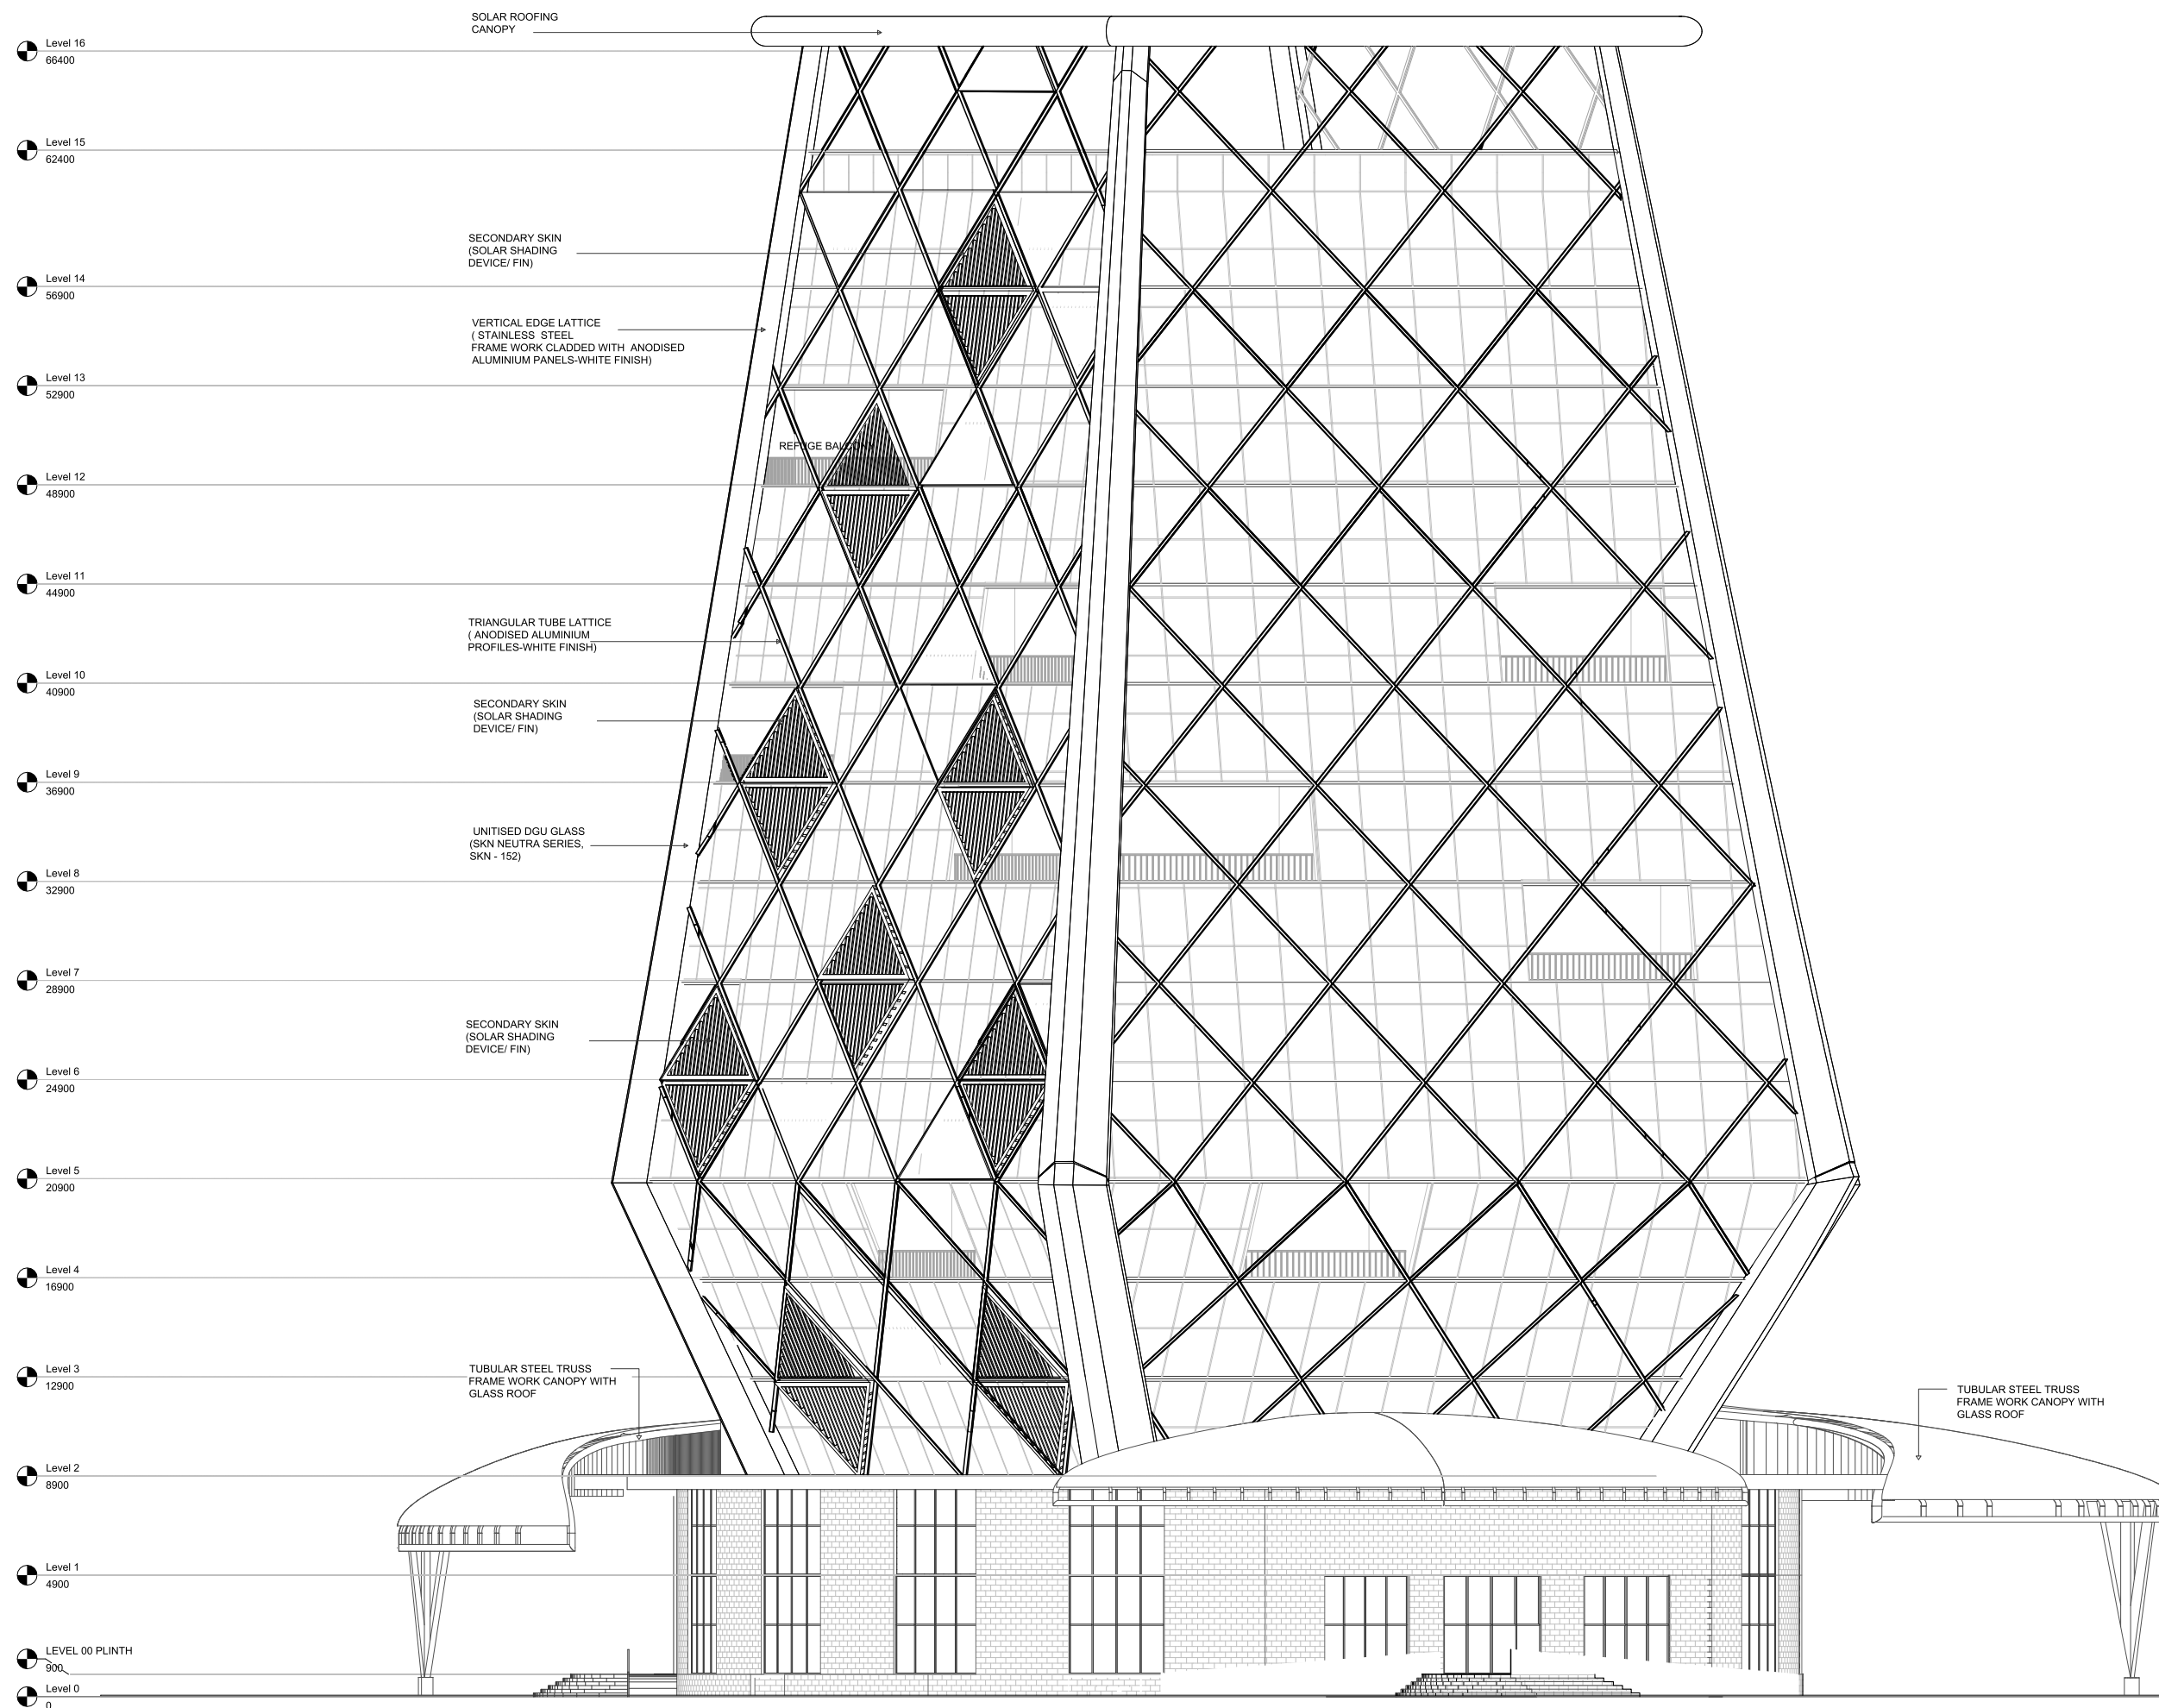 SOLAR ROOFING
CANOPY
Level 16
66400
Level 15
62400
SECONDARY SKIN
(SOLAR SHADING
DEVICE/ FIN)
Level 14
56900
VERTICAL EDGE LATTICE
( STAINLESS STEEL
FRAME WORK CLADDED WITH ANODISED
ALUMINIUM PANELS-WHITE FINISH)
Level 13
52900
REFUGE BALCONY
Level 12
48900
Level 11
44900
TRIANGULAR TUBE LATTICE
( ANODISED ALUMINIUM
PROFILES-WHITE FINISH)
Level 10
40900
SECONDARY SKIN
(SOLAR SHADING
DEVICE/ FIN)
Level 9
36900
UNITISED DGU GLASS
(SKN NEUTRA SERIES,
SKN - 152)
Level 8
32900
Level 7
28900
SECONDARY SKIN
(SOLAR SHADING
DEVICE/ FIN)
Level 6
24900
Level 5
20900
Level 4
16900
Level 3
12900
TUBULAR STEEL TRUSS
FRAME WORK CANOPY WITH
GLASS ROOF
TUBULAR STEEL TRUSS
FRAME WORK CANOPY WITH
GLASS ROOF
Level 2
8900
Level 1
4900
LEVEL 00 PLINTH
900
Level 0
0